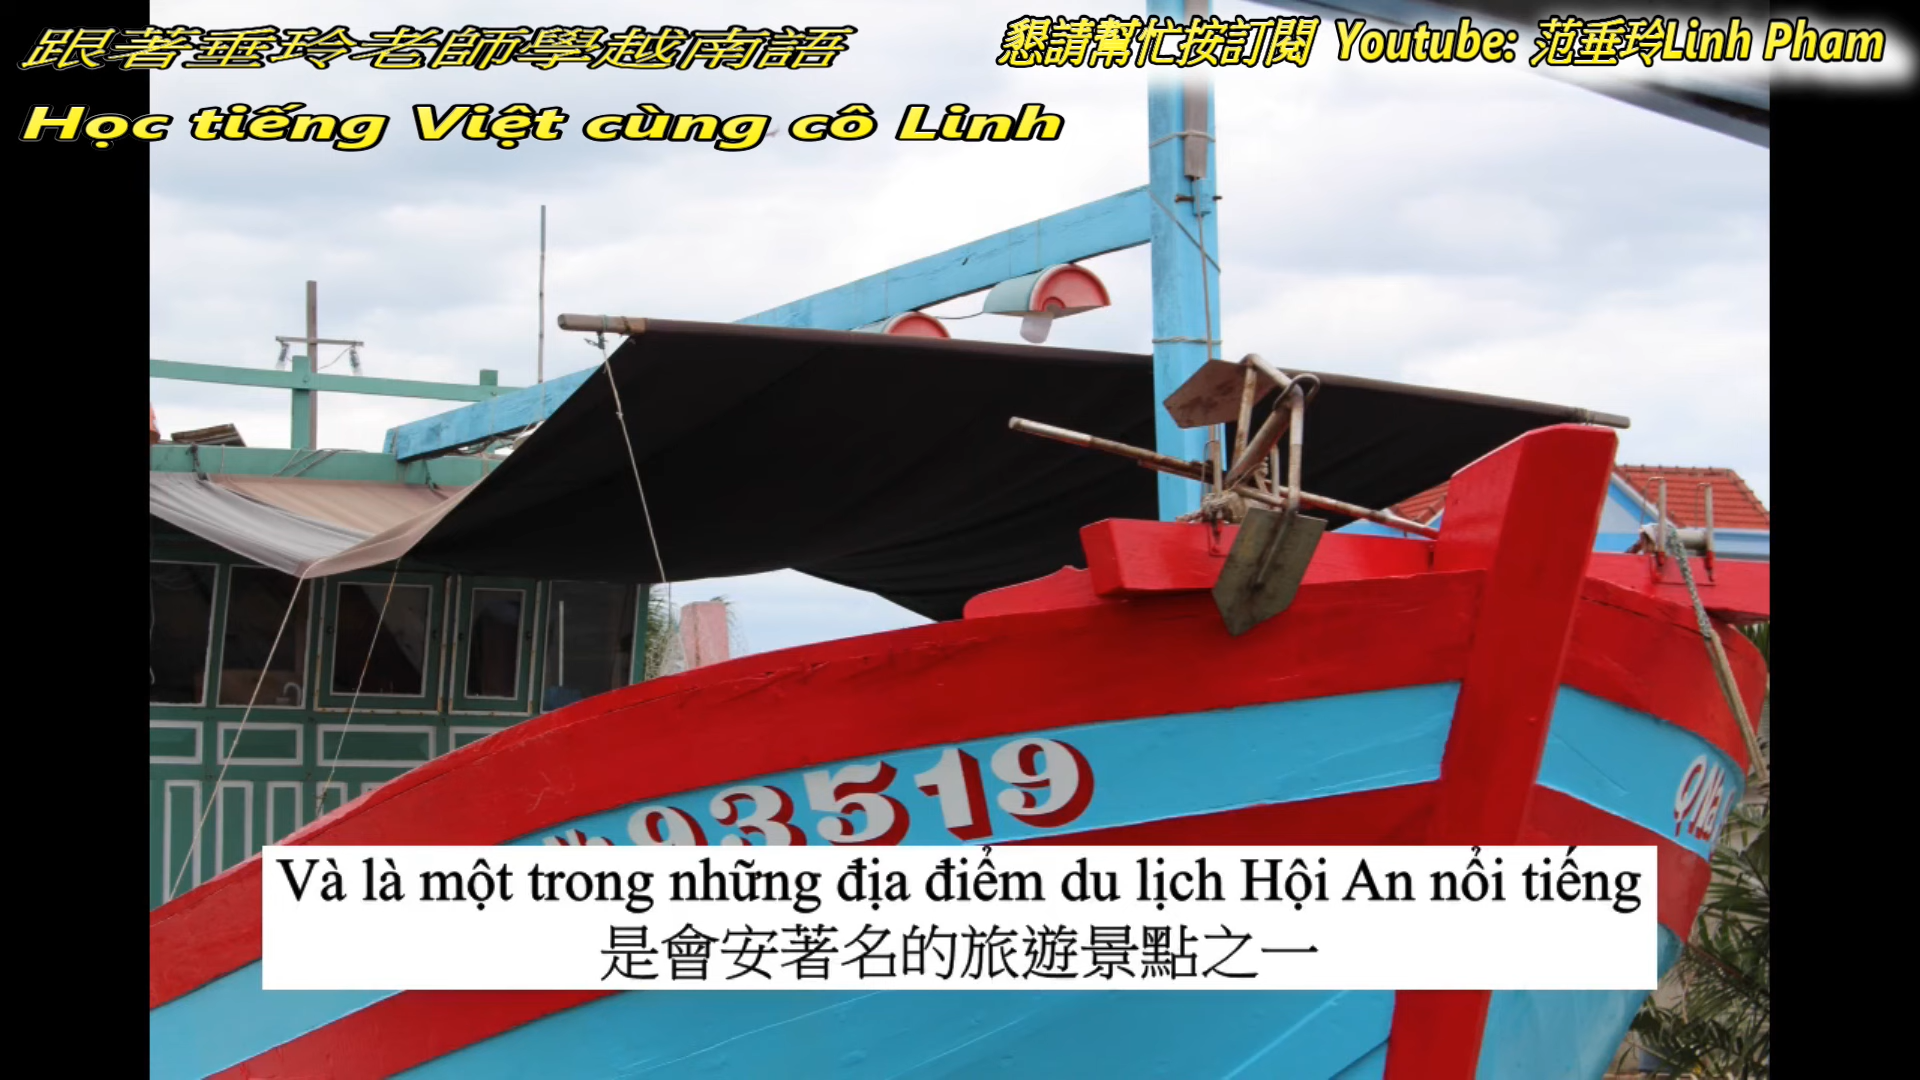 跟著垂玲老師學越南語
懇請幫忙按訂閱 Youtube: 范垂玲Linh Pham
Học tiếng Việt cùng cô Linh
93519
QNa
Và là một trong những địa điểm du lịch Hội An nổi tiếng
是會安著名的旅遊景點之一